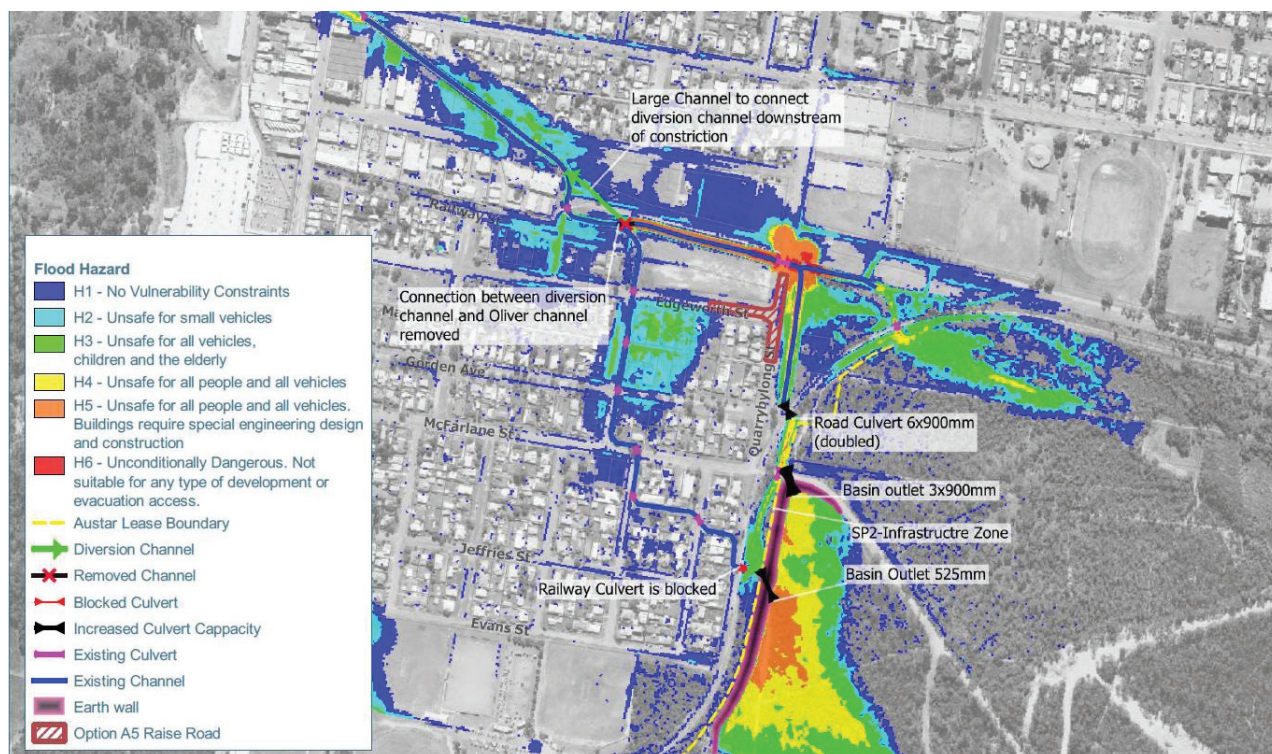 Large Channel to connect
diversion channel downstream
of constriction
Railway St
Connection between diversion
channel and Oliver channel
removed
Edgeworth St
Gordon Ave
McFarlane St
Quarrybylong St
Road Culvert 6x900mm
(doubled)
Basin outlet 3x900mm
SP2-Infrastructre Zone
Basin Outlet 525mm
Jeffries St
Railway Culvert is blocked
Evans St
Flood Hazard
H1 - No Vulnerability Constraints
H2 - Unsafe for small vehicles
H3 - Unsafe for all vehicles,
children and the elderly
H4 - Unsafe for all people and all vehicles
H5 - Unsafe for all people and all vehicles.
Buildings require special engineering design
and construction
H6 - Unconditionally Dangerous. Not
suitable for any type of development or
evacuation access.
Austar Lease Boundary
Diversion Channel
Removed Channel
Blocked Culvert
Increased Culvert Cappacity
Existing Culvert
Existing Channel
Earth wall
Option A5 Raise Road